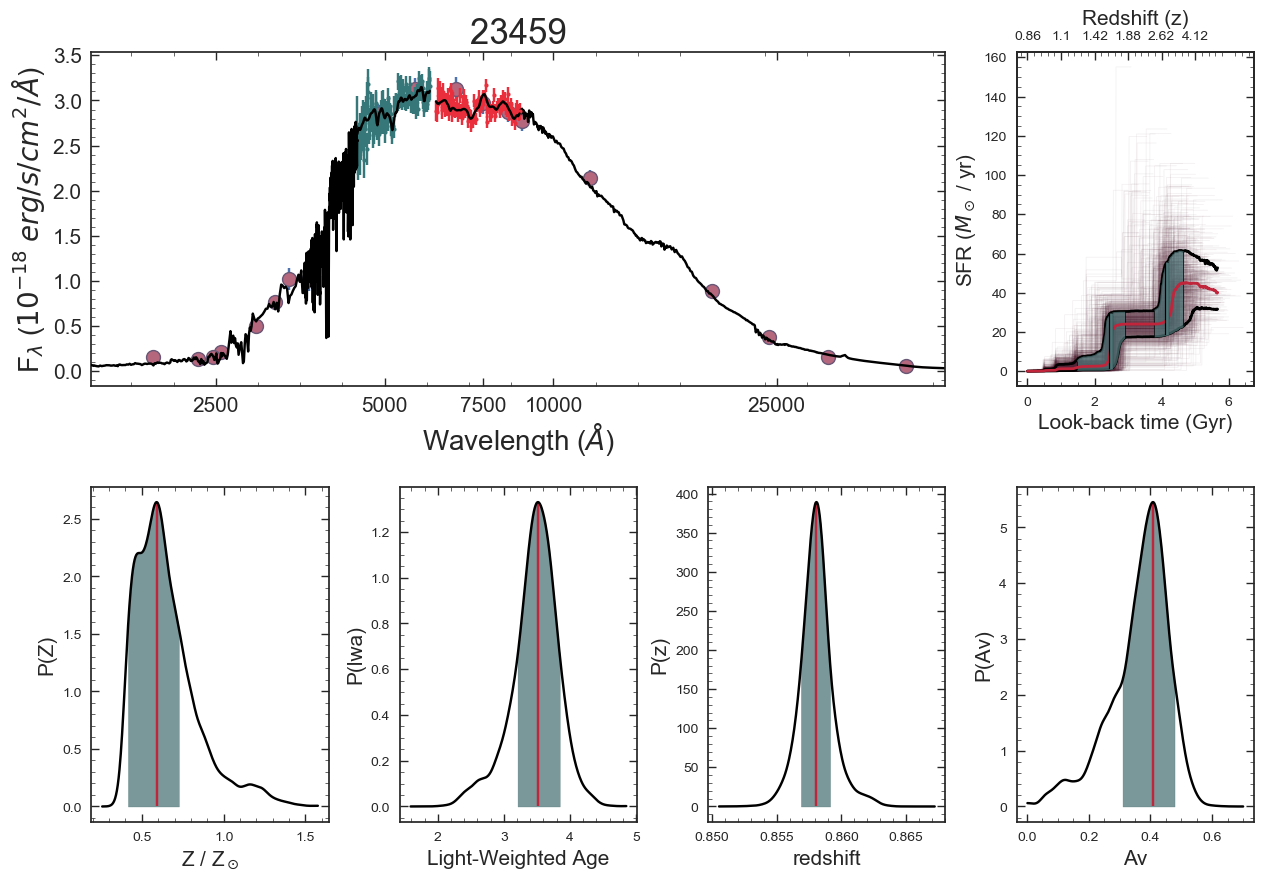 23459
3.5
3.0
2.5
2.0
1.5
1.0
0.5
0.0
F_λ (10^{-18} erg/s/cm^2/Å)
2500 5000 7500 10000 25000
Wavelength (Å)
Redshift (z)
0.86 1.1 1.42 1.88 2.62 4.12
160
140
120
100
80
60
40
20
0
SFR (M_⊙ / yr)
0 2 4 6
Look-back time (Gyr)
2.5
2.0
1.5
1.0
0.5
0.0
P(Z)
0.5 1.0 1.5
Z / Z_⊙
1.2
1.0
0.8
0.6
0.4
0.2
0.0
P(lwa)
2 3 4 5
Light-Weighted Age
400
350
300
250
200
150
100
50
0
P(z)
0.850 0.855 0.860 0.865
redshift
5
4
3
2
1
0
P(Av)
0.0 0.2 0.4 0.6
Av